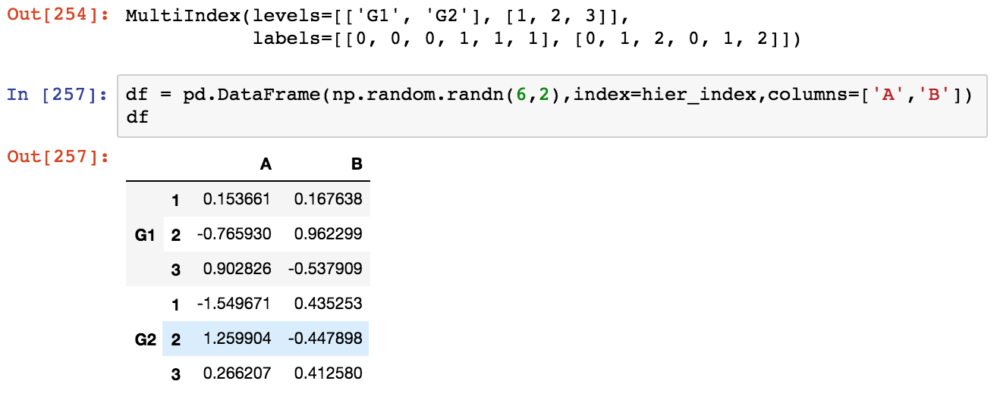 Out[254]: MultiIndex(levels=[['G1', 'G2'], [1, 2, 3]],
labels=[[0, 0, 0, 1, 1, 1], [0, 1, 2, 0, 1, 2]])
In [257]: df = pd.DataFrame(np.random.randn(6,2),index=hier_index,columns=['A','B'])
df
Out[257]:
A B
1 0.153661 0.167638
G1 2 -0.765930 0.962299
3 0.902826 -0.537909
1 -1.549671 0.435253
G2 2 1.259904 -0.447898
3 0.266207 0.412580